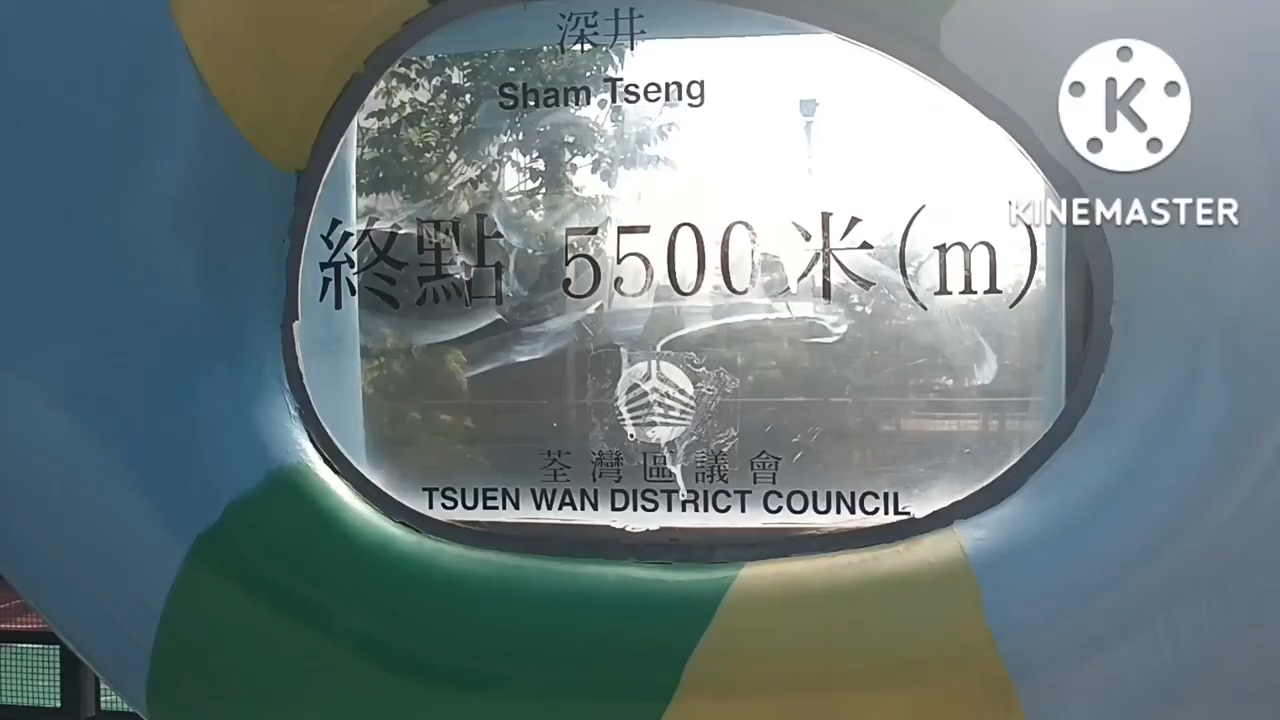 深井
Sham Tseng
K
KINEMASTER
終點 5500 米(m)
荃灣區議會
TSUEN WAN DISTRICT COUNCIL